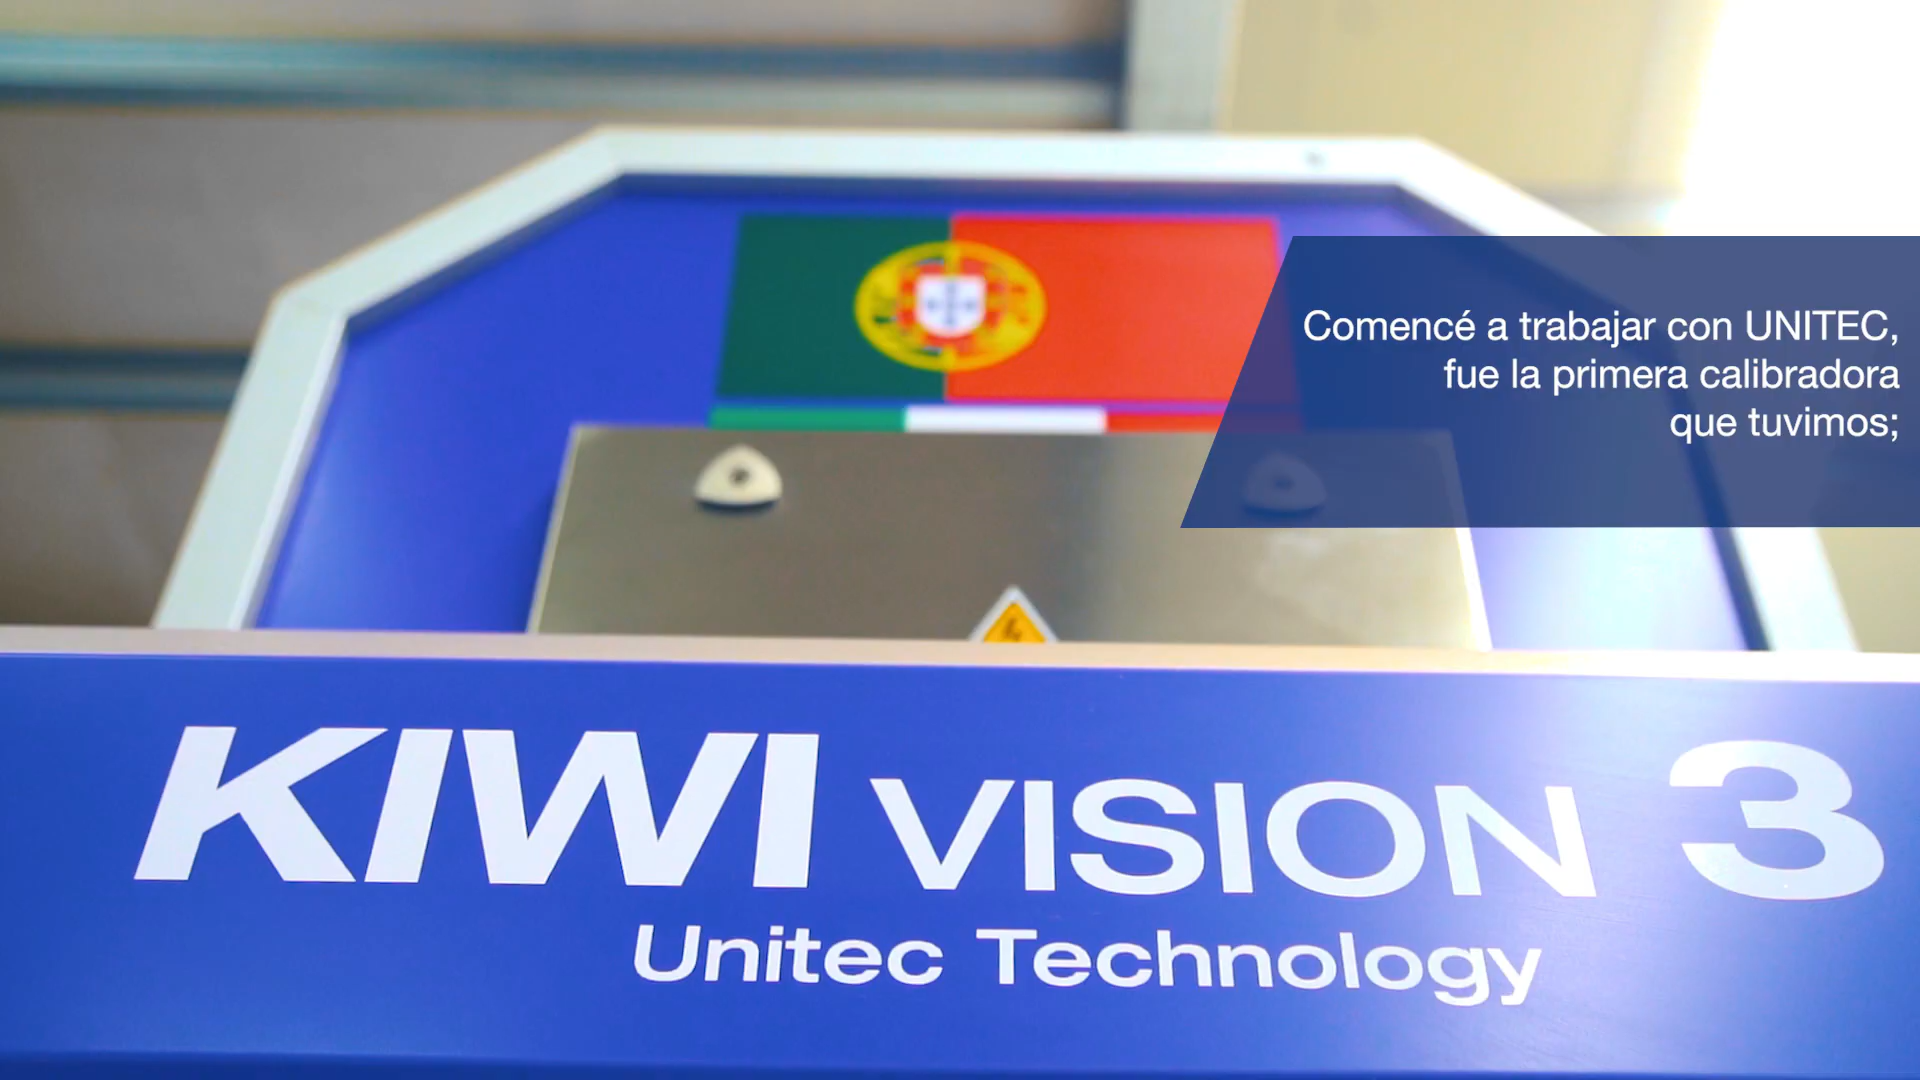 Comencé a trabajar con UNITEC,
fue la primera calibradora
que tuvimos;
KIWI VISION 3
Unitec Technology